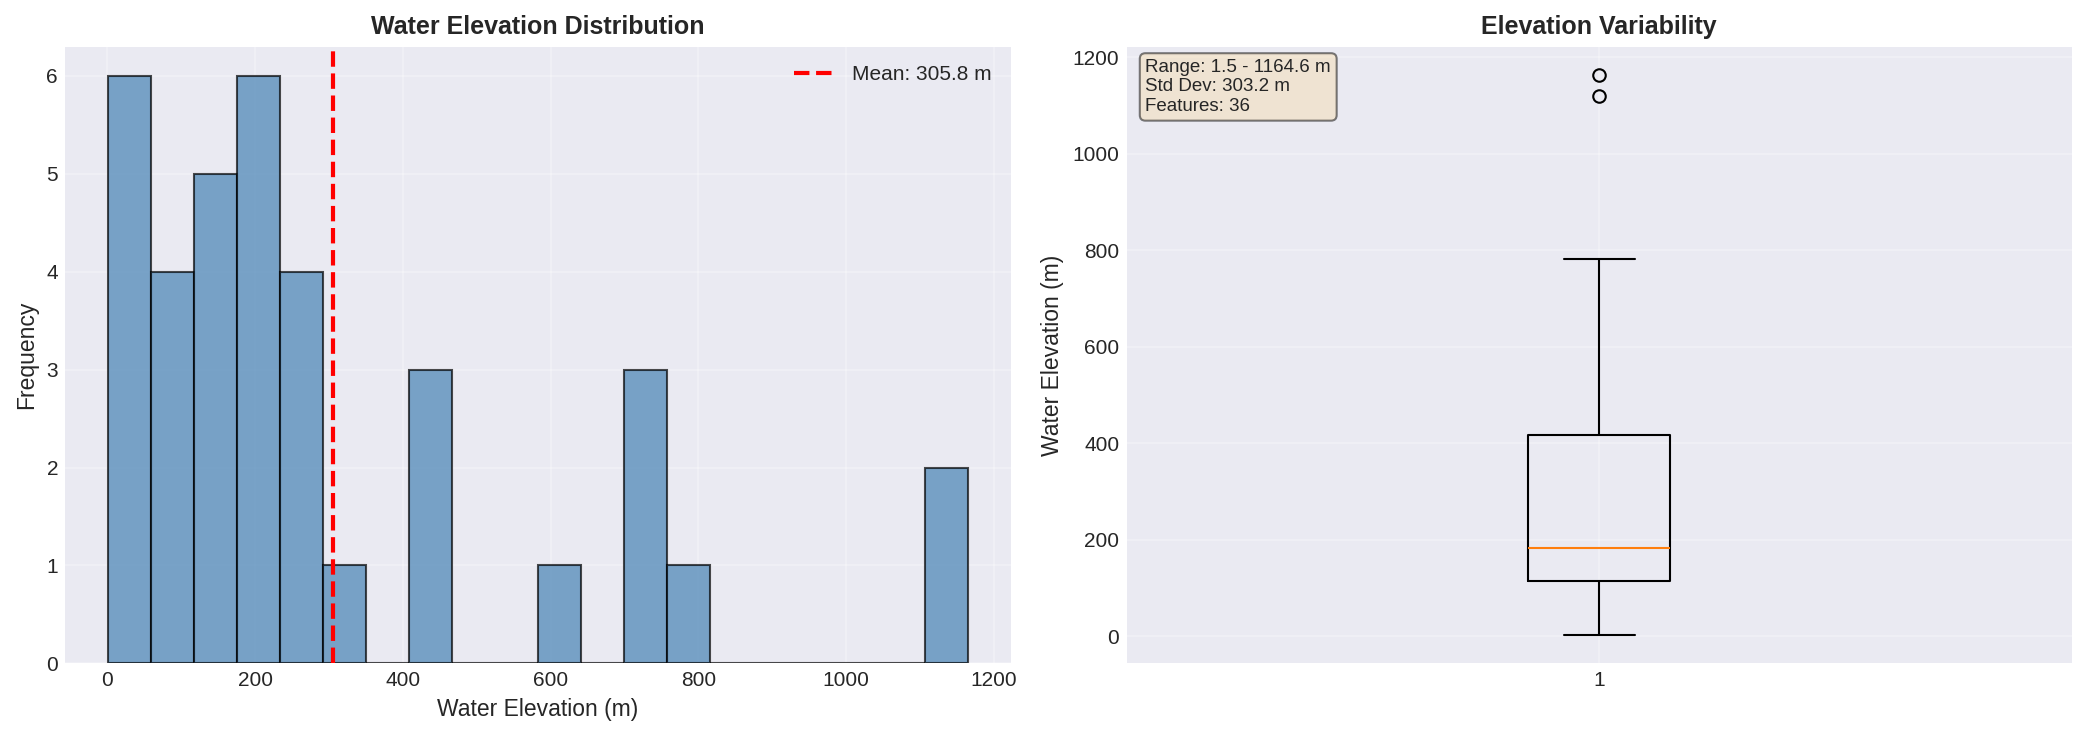 Water Elevation Distribution
Mean: 305.8 m
Frequency
6
5
4
3
2
1
0
0 200 400 600 800 1000 1200
Water Elevation (m)
Elevation Variability
Range: 1.5 - 1164.6 m
Std Dev: 303.2 m
Features: 36
Water Elevation (m)
1200
1000
800
600
400
200
0
1